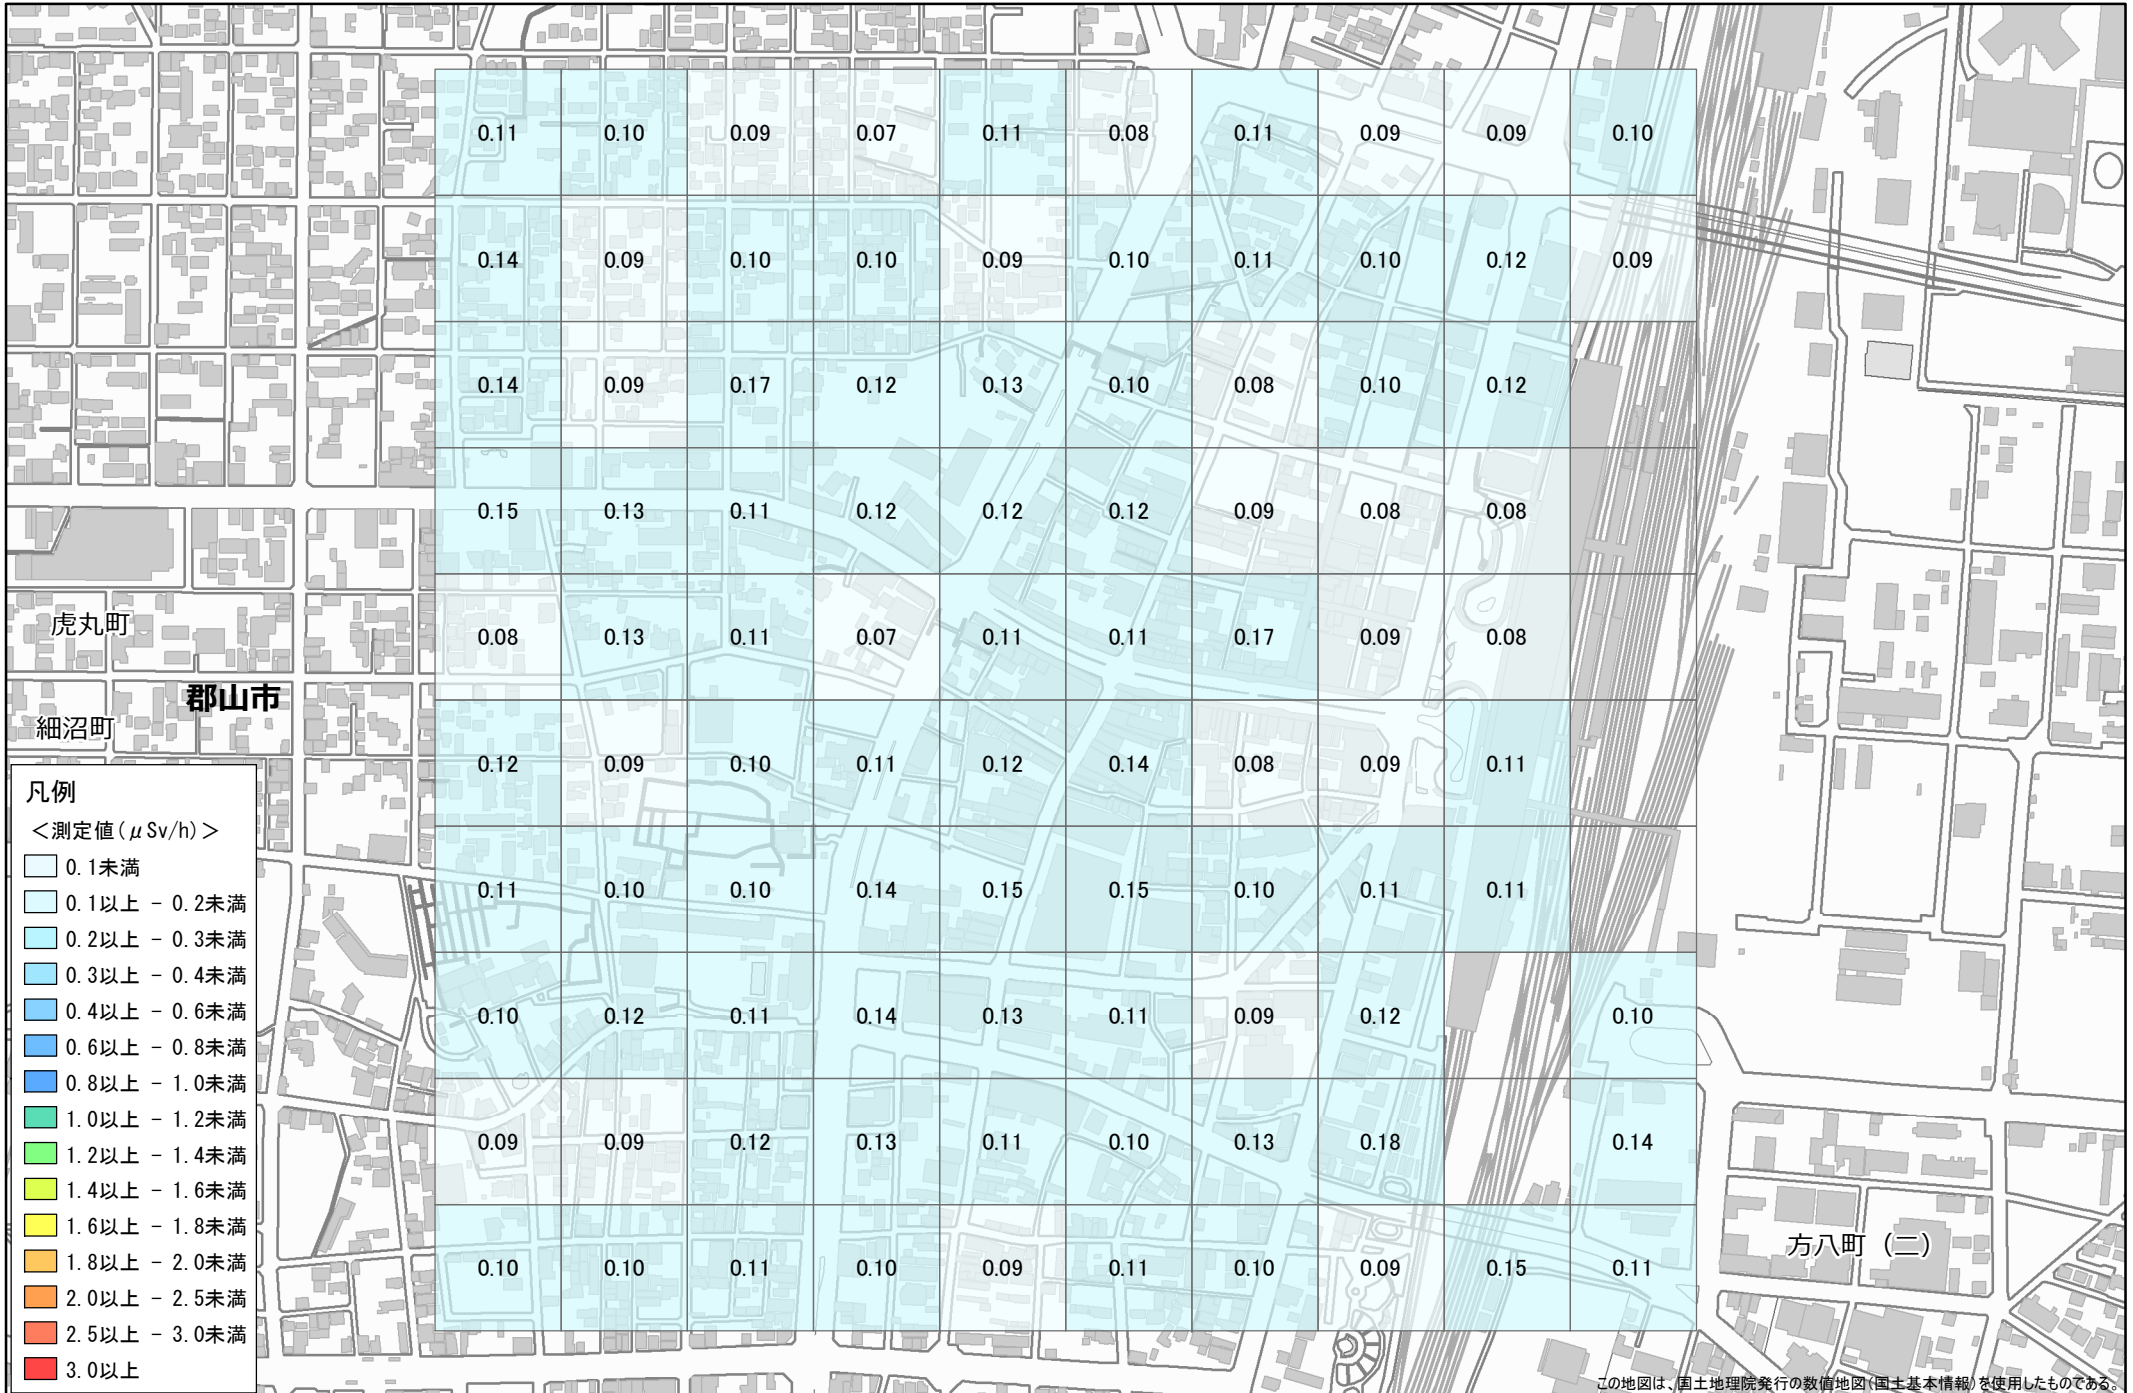 0.11 0.10 0.09 0.07 0.11 0.08 0.11 0.09 0.09 0.10
0.14 0.09 0.10 0.10 0.09 0.10 0.11 0.10 0.12 0.09
0.14 0.09 0.17 0.12 0.13 0.10 0.08 0.10 0.12
0.15 0.13 0.11 0.12 0.12 0.12 0.09 0.08 0.08
虎丸町
0.08 0.13 0.11 0.07 0.11 0.11 0.17 0.09 0.08
郡山市
細沼町
0.12 0.09 0.10 0.11 0.12 0.14 0.08 0.09 0.11
0.11 0.10 0.10 0.14 0.15 0.15 0.10 0.11 0.11
0.10 0.12 0.11 0.14 0.13 0.11 0.09 0.12 0.10
0.09 0.09 0.12 0.13 0.11 0.10 0.13 0.18 0.14
0.10 0.10 0.11 0.10 0.09 0.11 0.10 0.09 0.15 0.11
方八町（二）
凡例
＜測定値(μSv/h)＞
0.1未満
0.1以上 - 0.2未満
0.2以上 - 0.3未満
0.3以上 - 0.4未満
0.4以上 - 0.6未満
0.6以上 - 0.8未満
0.8以上 - 1.0未満
1.0以上 - 1.2未満
1.2以上 - 1.4未満
1.4以上 - 1.6未満
1.6以上 - 1.8未満
1.8以上 - 2.0未満
2.0以上 - 2.5未満
2.5以上 - 3.0未満
3.0以上
この地図は、国土地理院発行の数値地図(国土基本情報)を使用したものである。